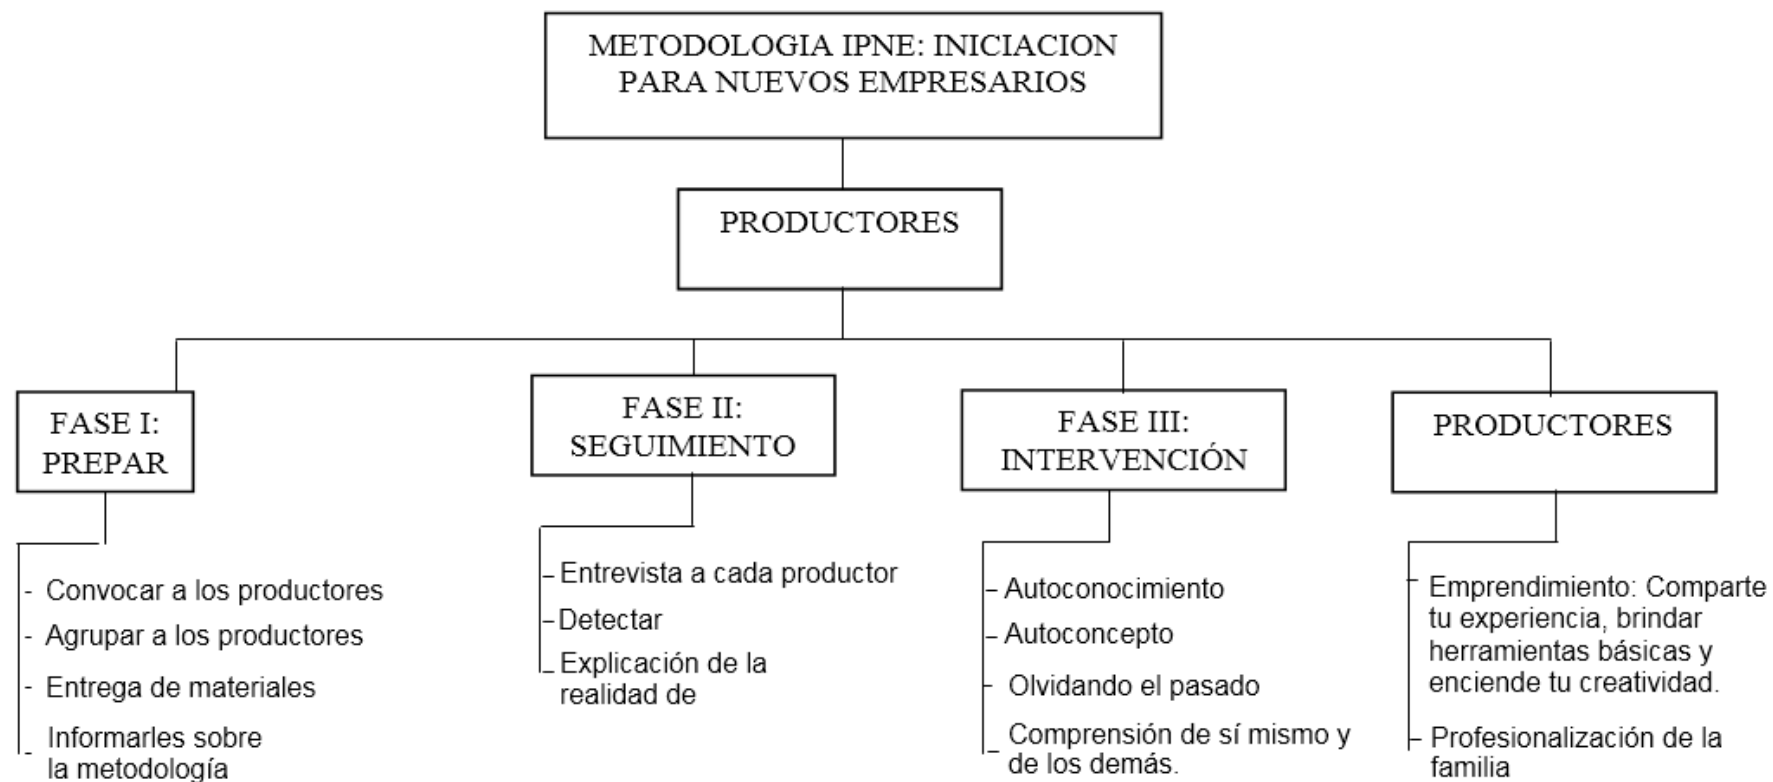 METODOLOGIA IPNE: INICIACION
PARA NUEVOS EMPRESARIOS
PRODUCTORES
FASE I:
PREPAR
- Convocar a los productores
- Agrupar a los productores
- Entrega de materiales
- Informarles sobre
la metodología
FASE II:
SEGUIMIENTO
- Entrevista a cada productor
- Detectar
- Explicación de la
realidad de
FASE III:
INTERVENCIÓN
- Autoconocimiento
- Autoconcepto
- Olvidando el pasado
- Comprensión de sí mismo y
de los demás.
PRODUCTORES
- Emprendimiento: Comparte
tu experiencia, brindar
herramientas básicas y
enciende tu creatividad.
- Profesionalización de la
familia